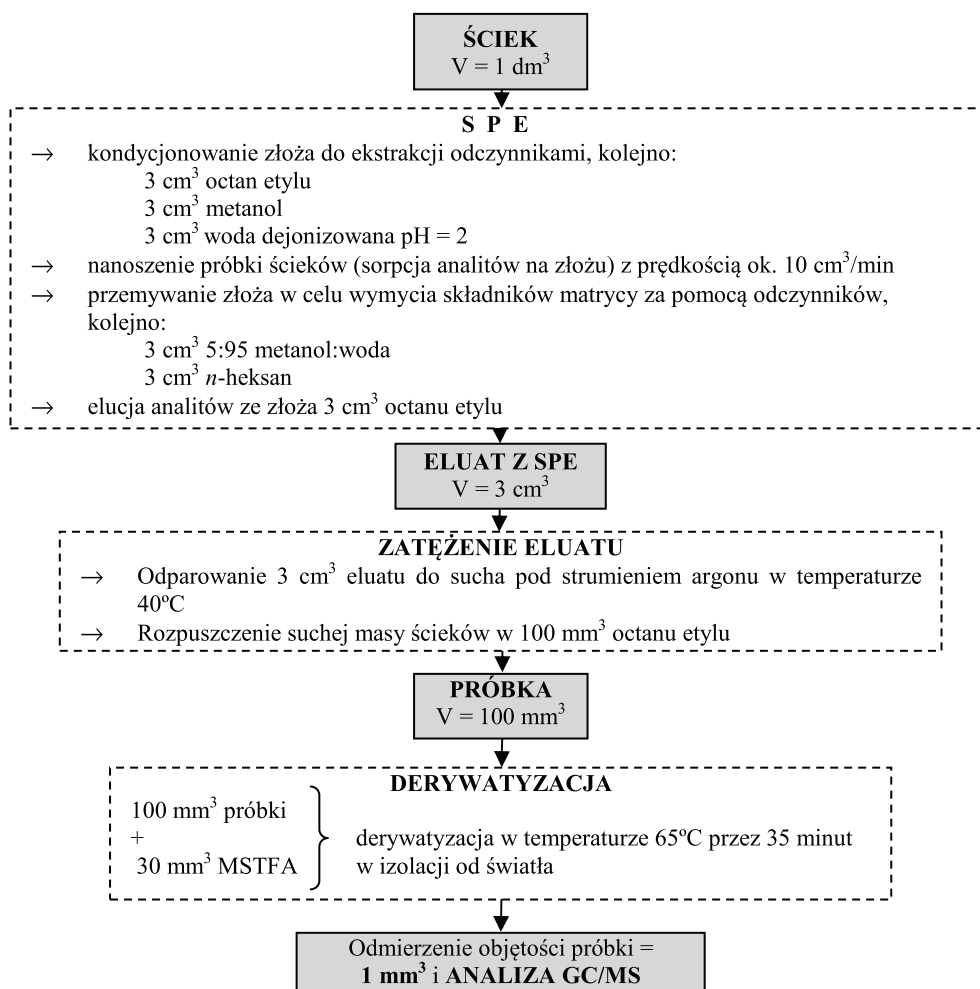 ŚCIEK
V = 1 dm³
S P E
→ kondycjonowanie złoża do ekstrakcji odczynnikami, kolejno:
3 cm³ octan etylu
3 cm³ metanol
3 cm³ woda dejonizowana pH = 2
→ nanoszenie próbki ścieków (sorpcja analitów na złożu) z prędkością ok. 10 cm³/min
→ przemywanie złoża w celu wymycia składników matrycy za pomocą odczynników,
kolejno:
3 cm³ 5:95 metanol:woda
3 cm³ n-heksan
→ elucja analitów ze złoża 3 cm³ octanu etylu
ELUAT Z SPE
V = 3 cm³
ZATĘŻENIE ELUATU
→ Odparowanie 3 cm³ eluatu do sucha pod strumieniem argonu w temperaturze
40ºC
→ Rozpuszczenie suchej masy ścieków w 100 mm³ octanu etylu
PRÓBKA
V = 100 mm³
DERYWATYZACJA
100 mm³ próbki
+
30 mm³ MSTFA
derywatyzacja w temperaturze 65ºC przez 35 minut
w izolacji od światła
Odmierzenie objętości próbki =
1 mm³ i ANALIZA GC/MS